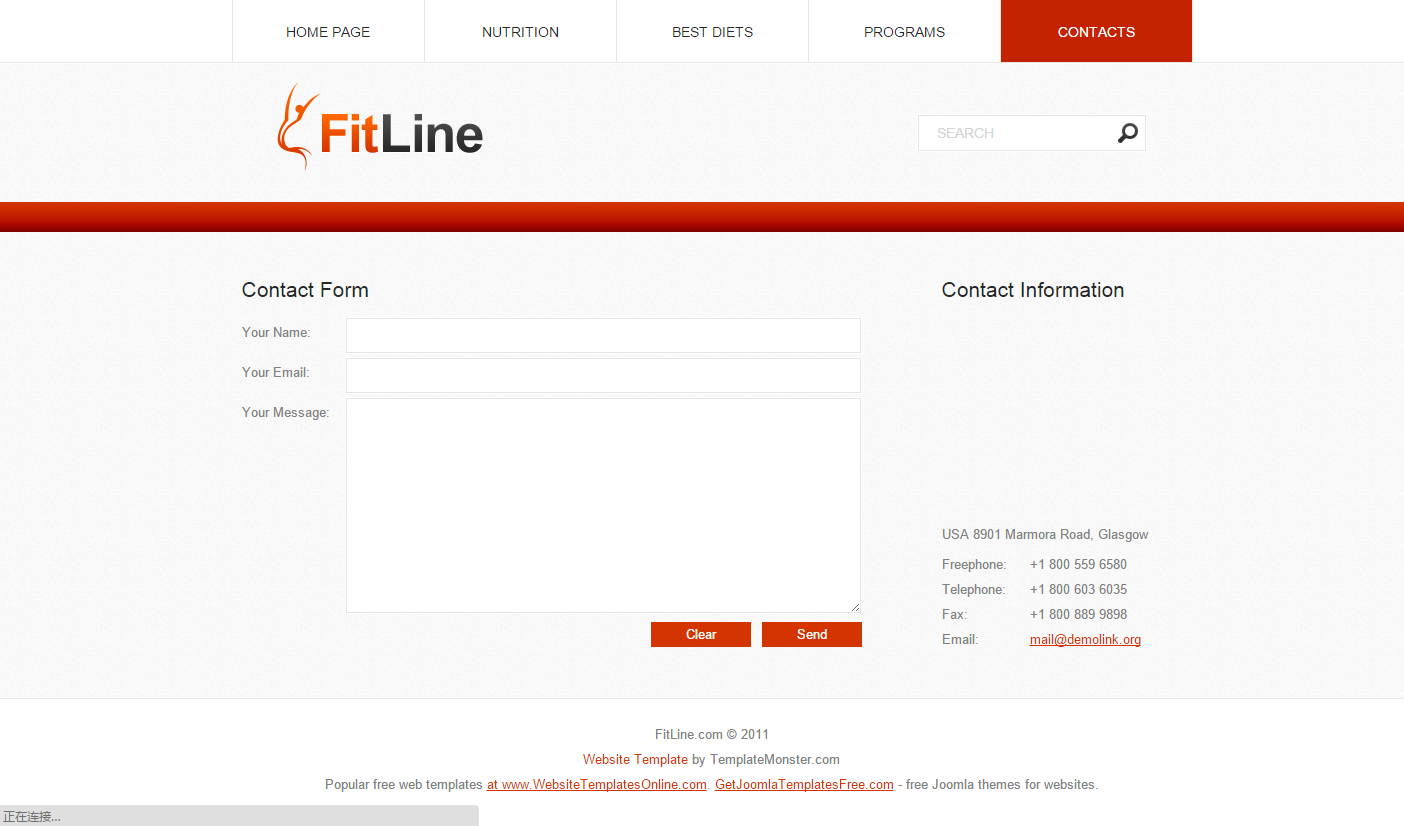 HOME PAGE NUTRITION BEST DIETS PROGRAMS CONTACTS
FitLine
SEARCH
Contact Form
Your Name:
Your Email:
Your Message:
Clear Send
Contact Information
USA 8901 Marmora Road, Glasgow
Freephone: +1 800 559 6580
Telephone: +1 800 603 6035
Fax: +1 800 889 9898
Email: mail@demolink.org
FitLine.com © 2011
Website Template by TemplateMonster.com
Popular free web templates at www.WebsiteTemplatesOnline.com. GetJoomlaTemplatesFree.com - free Joomla themes for websites.
正在连接...